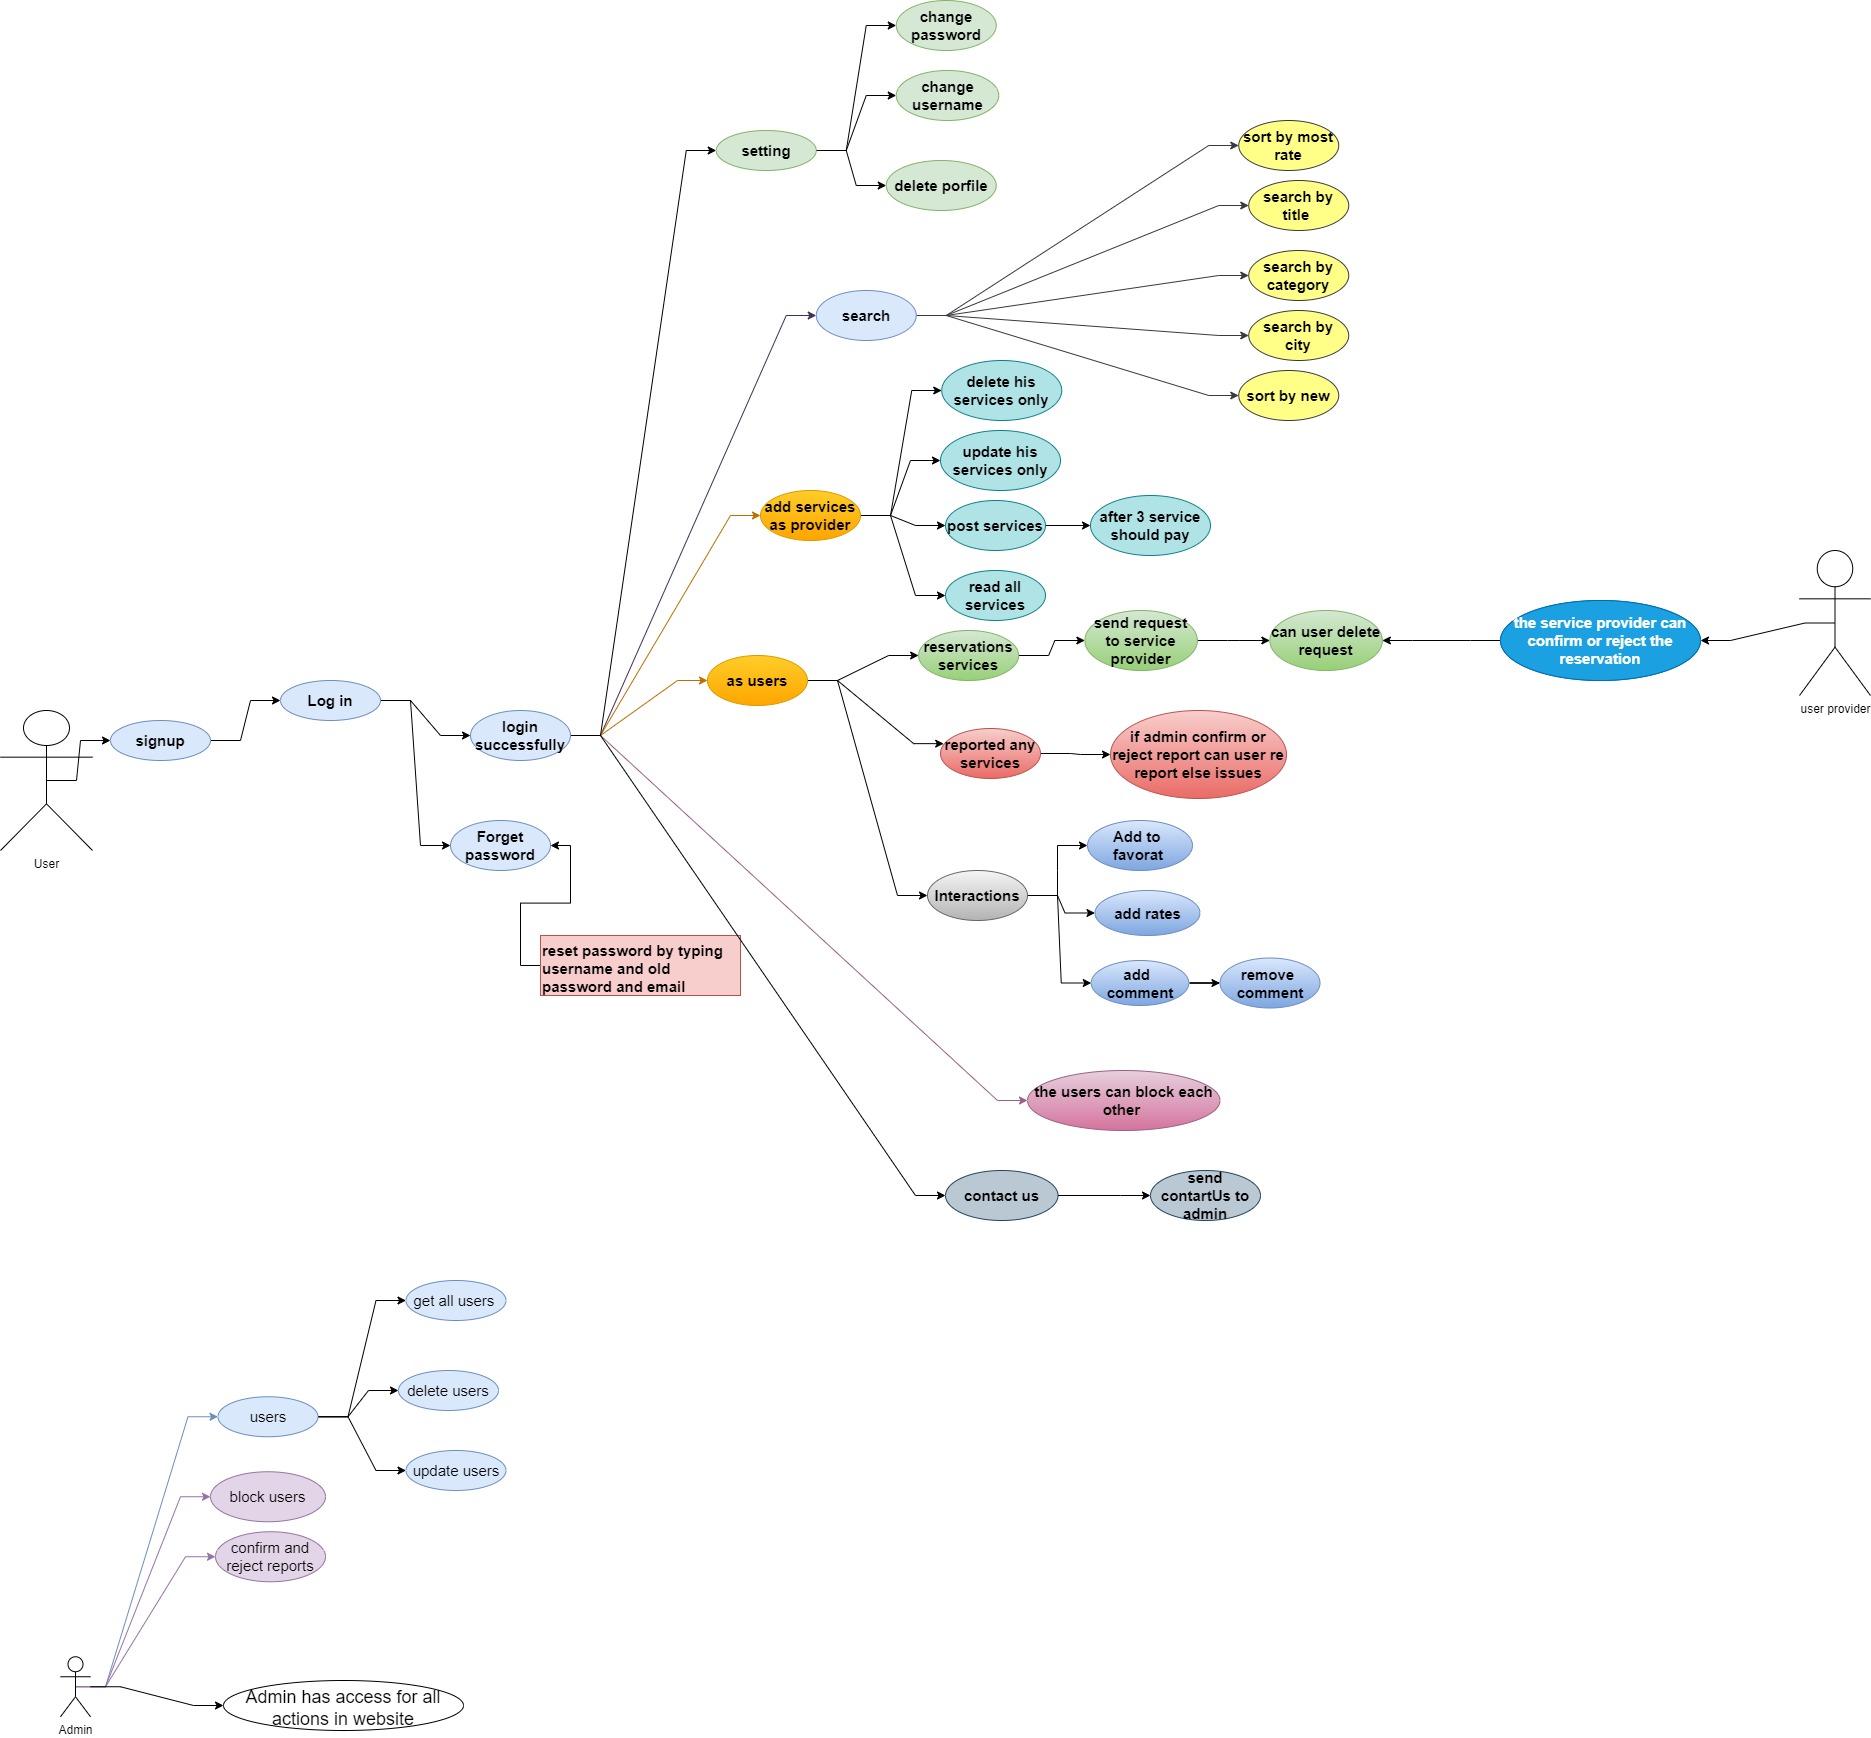 change
password
change
username
setting
delete porfile
sort by most
rate
search by
title
search by
category
search
search by
city
sort by new
delete his
services only
update his
services only
add services
as provider
post services
after 3 service
should pay
read all
services
reservations
services
send request
to service
provider
can user delete
request
the service provider can
confirm or reject the
reservation
user provider
as users
Log in
signup
login
successfully
reported any
services
if admin confirm or
reject report can user re
report else issues
User
Forget
password
Add to
favorat
Interactions
add rates
reset password by typing
username and old
password and email
add
comment
remove
comment
the users can block each
other
contact us
send
contartUs to
admin
get all users
delete users
users
update users
block users
confirm and
reject reports
Admin has access for all
actions in website
Admin